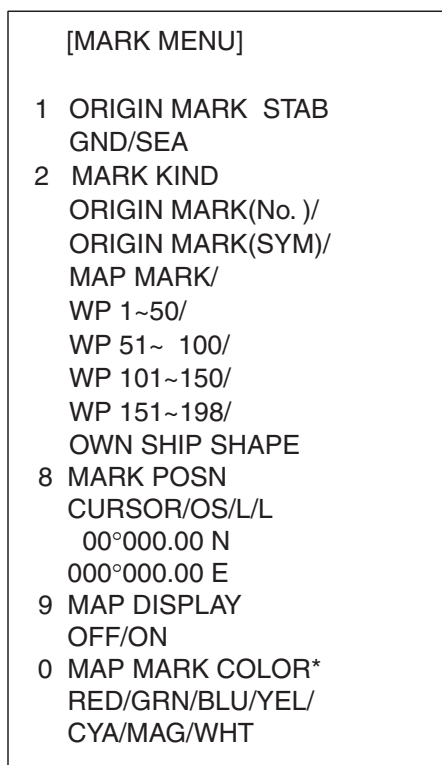 [MARK MENU]
1 ORIGIN MARK STAB
GND/SEA
2 MARK KIND
ORIGIN MARK(No. )/
ORIGIN MARK(SYM)/
MAP MARK/
WP 1~50/
WP 51~ 100/
WP 101~150/
WP 151~198/
OWN SHIP SHAPE
8 MARK POSN
CURSOR/OS/L/L
00°000.00 N
000°000.00 E
9 MAP DISPLAY
OFF/ON
0 MAP MARK COLOR*
RED/GRN/BLU/YEL/
CYA/MAG/WHT